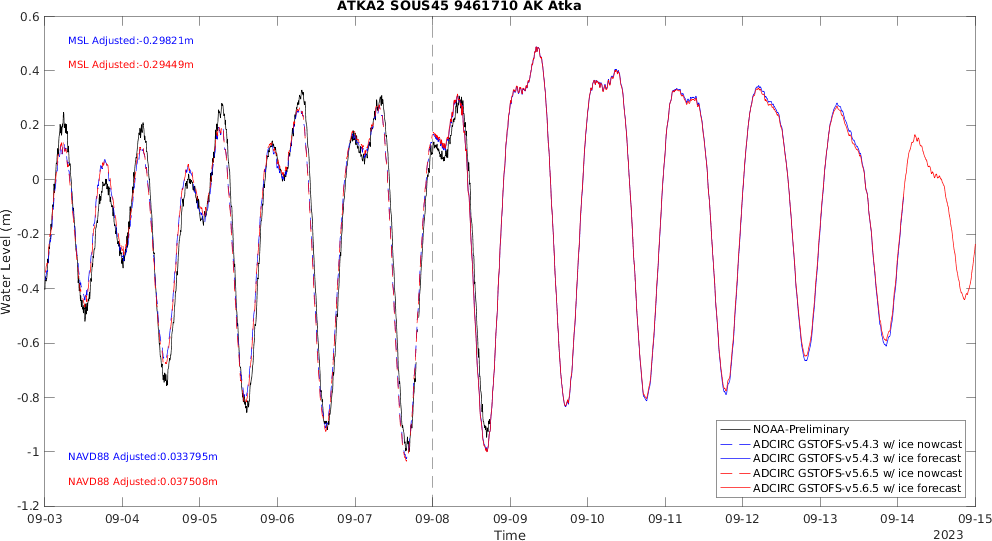 ATKA2 SOUS45 9461710 AK Atka
0.6
MSL Adjusted:-0.29821m
0.4
MSL Adjusted:-0.29449m
0.2
0
-0.2
Water Level (m)
-0.4
-0.6
-0.8
NOAA-Preliminary
-1
ADCIRC GSTOFS-v5.4.3 w/ ice nowcast
NAVD88 Adjusted:0.033795m
ADCIRC GSTOFS-v5.4.3 w/ ice forecast
ADCIRC GSTOFS-v5.6.5 w/ ice nowcast
NAVD88 Adjusted:0.037508m
ADCIRC GSTOFS-v5.6.5 w/ ice forecast
-1.2
09-03 09-04 09-05 09-06 09-07 09-08 09-09 09-10 09-11 09-12 09-13 09-14 09-15
Time
2023